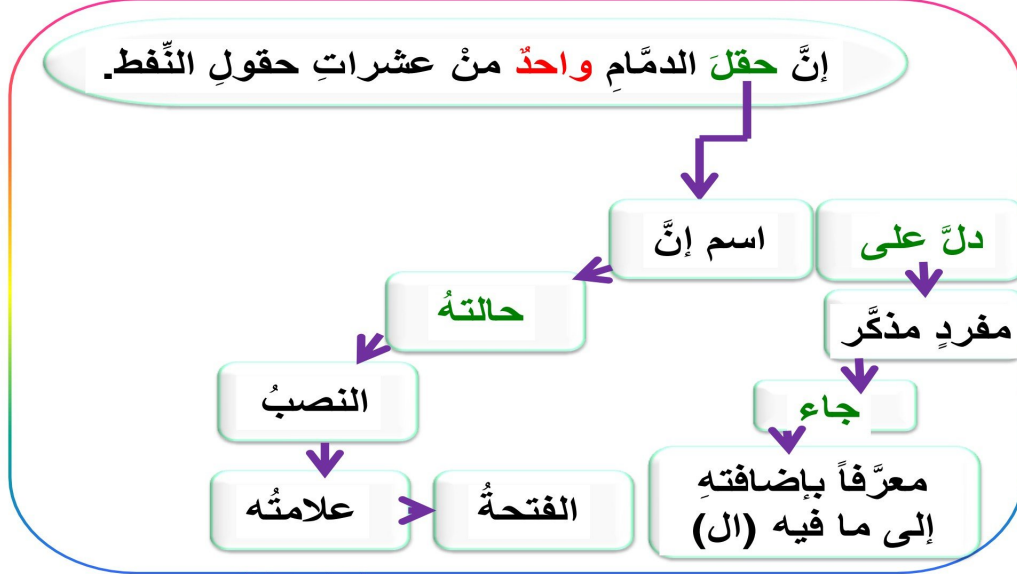 إنَّ حقلَ الدمَّامِ واحدٌ منْ عشراتِ حقولِ النِّفط.
اسم إنَّ
دلَّ على
حالتهُ
مفردٍ مذكَّر
النصبُ
جاء
علامتُه
الفتحةُ
معرَّفاً بإضافتهِ
إلى ما فيه (ال)